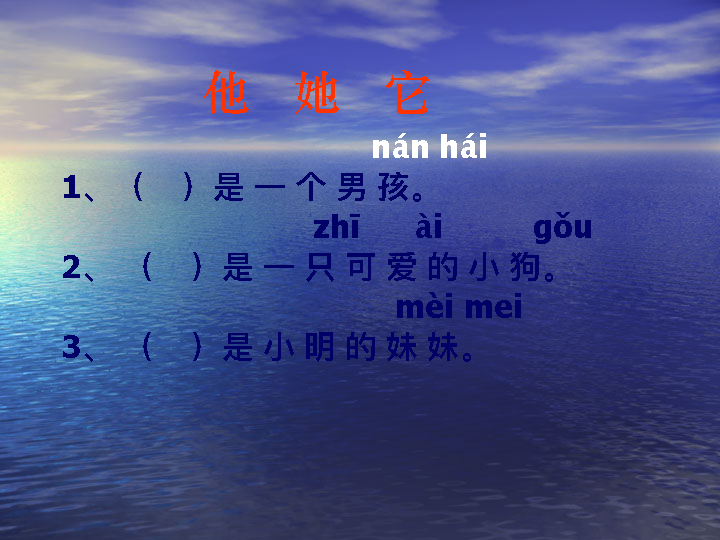 他 她 它
nán hái
1、（ ）是 一 个 男 孩。
zhī ài gǒu
2、（ ）是 一 只 可 爱 的 小 狗。
mèi mei
3、（ ）是 小 明 的 妹 妹。